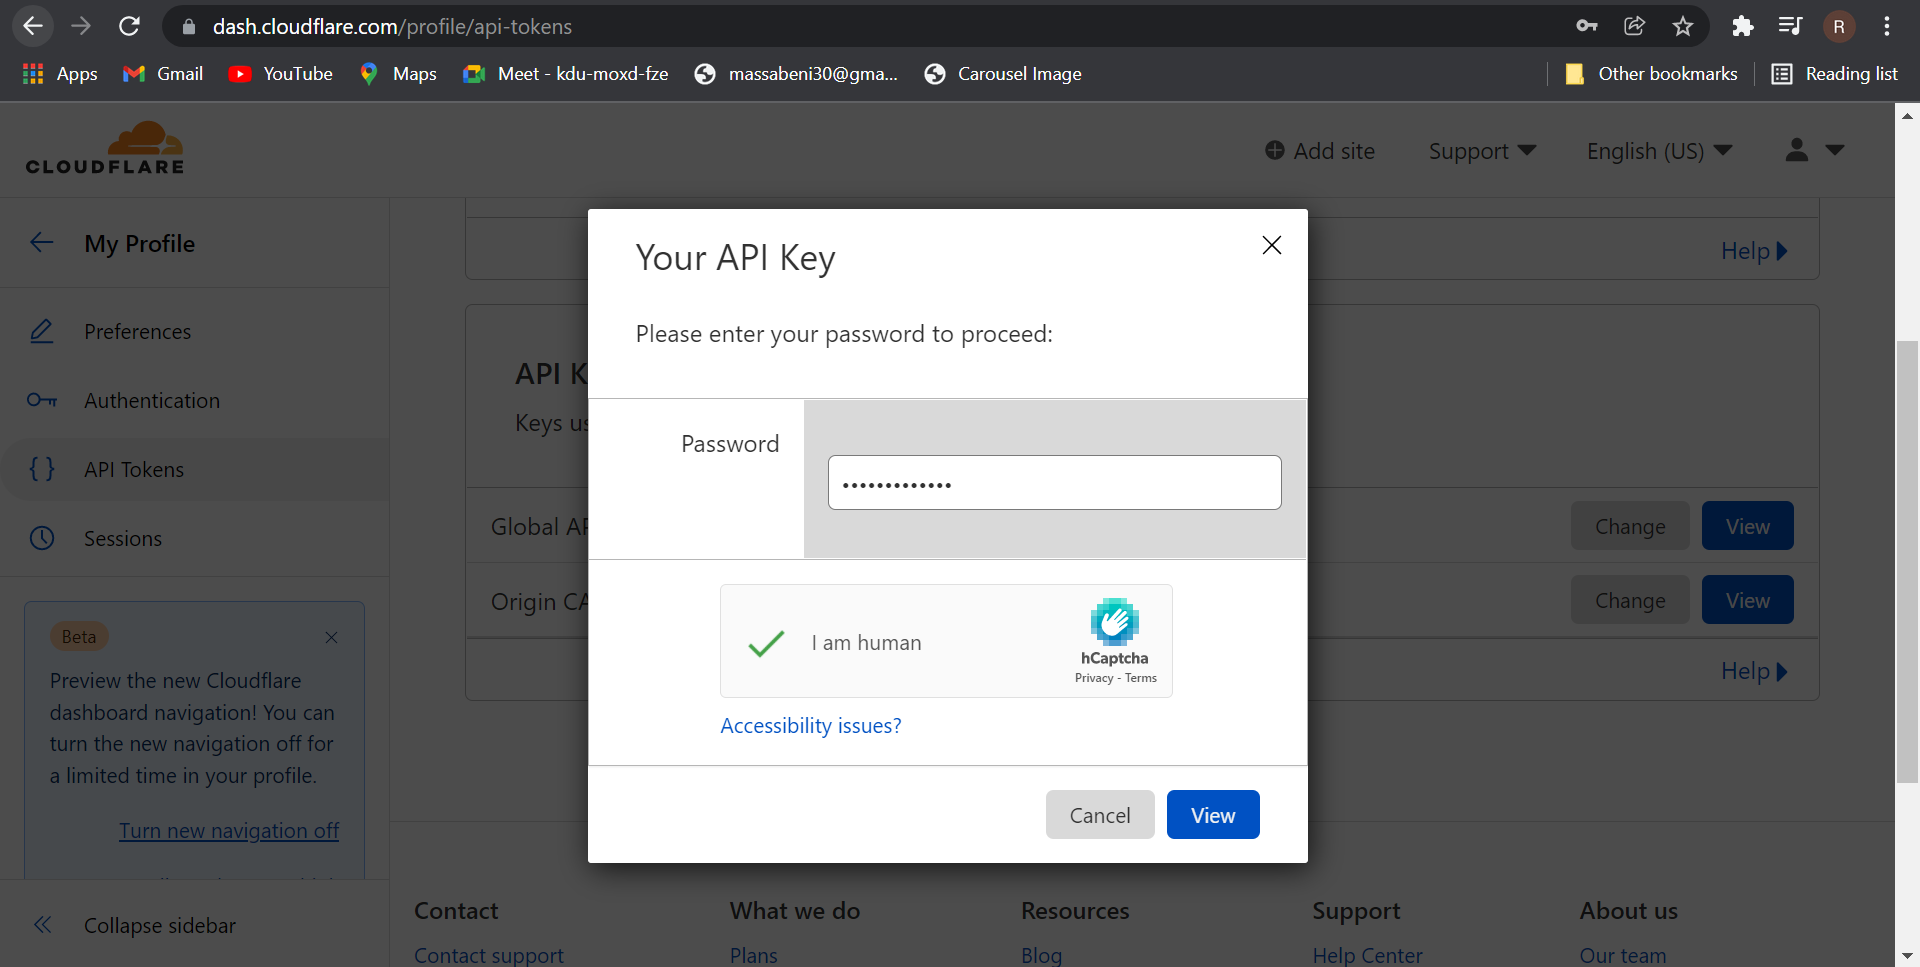 dash.cloudflare.com/profile/api-tokens
R
Apps
Gmail
YouTube
Maps
Meet - kdu-moxd-fze
massabeni30@gma...
Carousel Image
Other bookmarks
Reading list
CLOUDFLARE
Add site
Support
English (US)
My Profile
Preferences
Authentication
{ } API Tokens
Sessions
Beta
Preview the new Cloudflare
dashboard navigation! You can
turn the new navigation off for
a limited time in your profile.
Turn new navigation off
Collapse sidebar
Help
API K
Keys us
Global AP
Change
View
Origin CA
Change
View
Help
Your API Key
Please enter your password to proceed:
Password
•••••••••••••
I am human
hCaptcha
Privacy - Terms
Accessibility issues?
Cancel
View
Contact
What we do
Resources
Support
About us
Contact support
Plans
Blog
Help Center
Our team